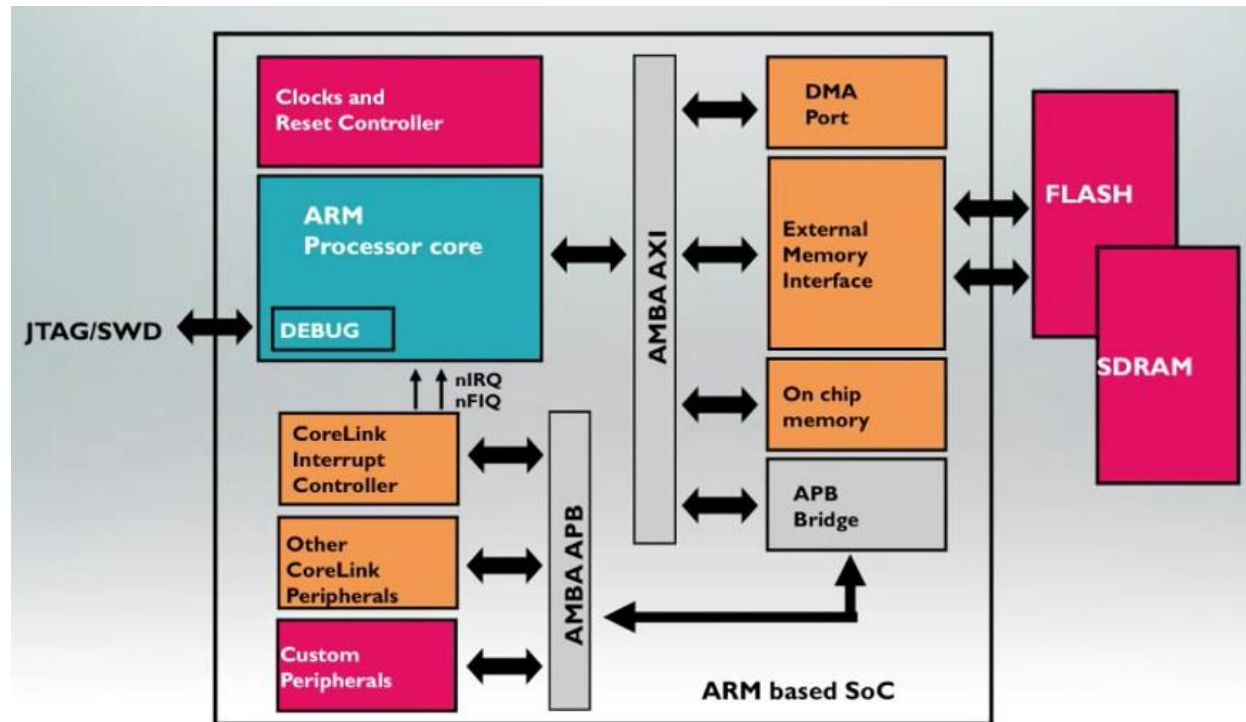 Clocks and
Reset Controller
ARM
Processor core
DEBUG
JTAG/SWD
nIRQ
nFIQ
CoreLink
Interrupt
Controller
Other
CoreLink
Peripherals
Custom
Peripherals
AMBA APB
AMBA AXI
DMA
Port
External
Memory
Interface
On chip
memory
APB
Bridge
FLASH
SDRAM
ARM based SoC